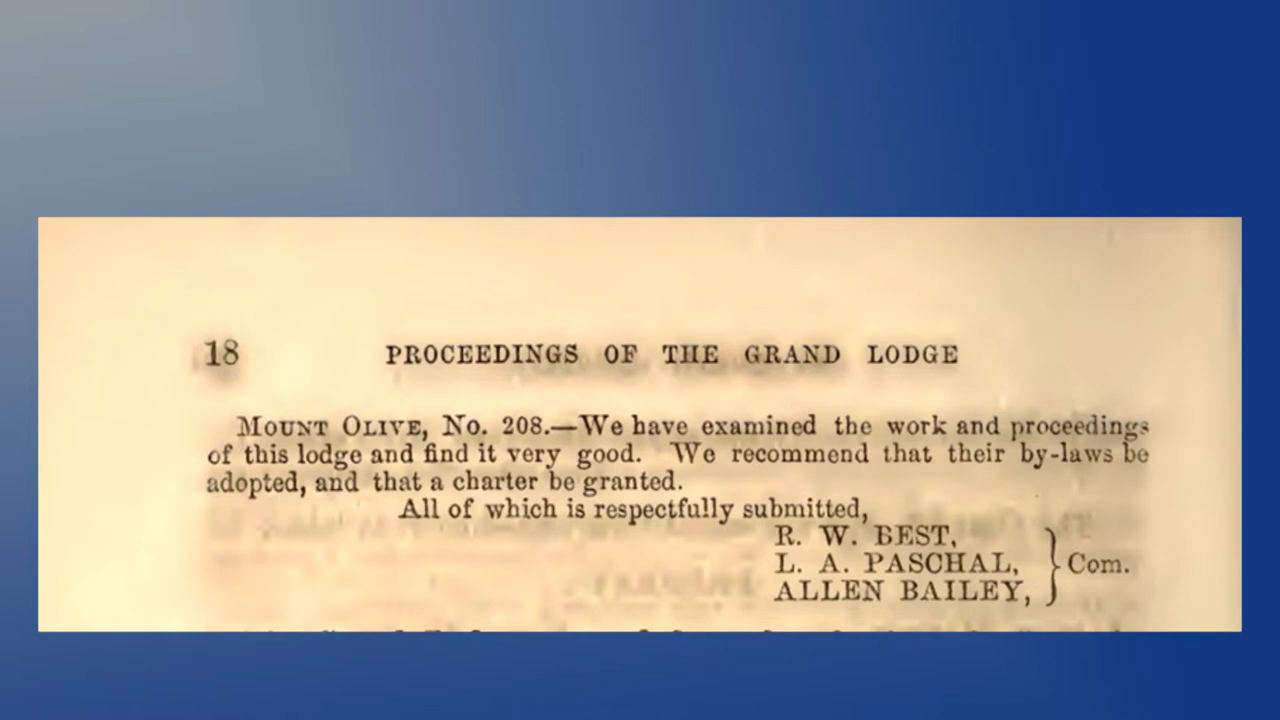 18 PROCEEDINGS OF THE GRAND LODGE
MOUNT OLIVE, NO. 208.—We have examined the work and proceedings
of this lodge and find it very good. We recommend that their by-laws be
adopted, and that a charter be granted.
All of which is respectfully submitted,
R. W. BEST,
L. A. PASCHAL, } Com.
ALLEN BAILEY,